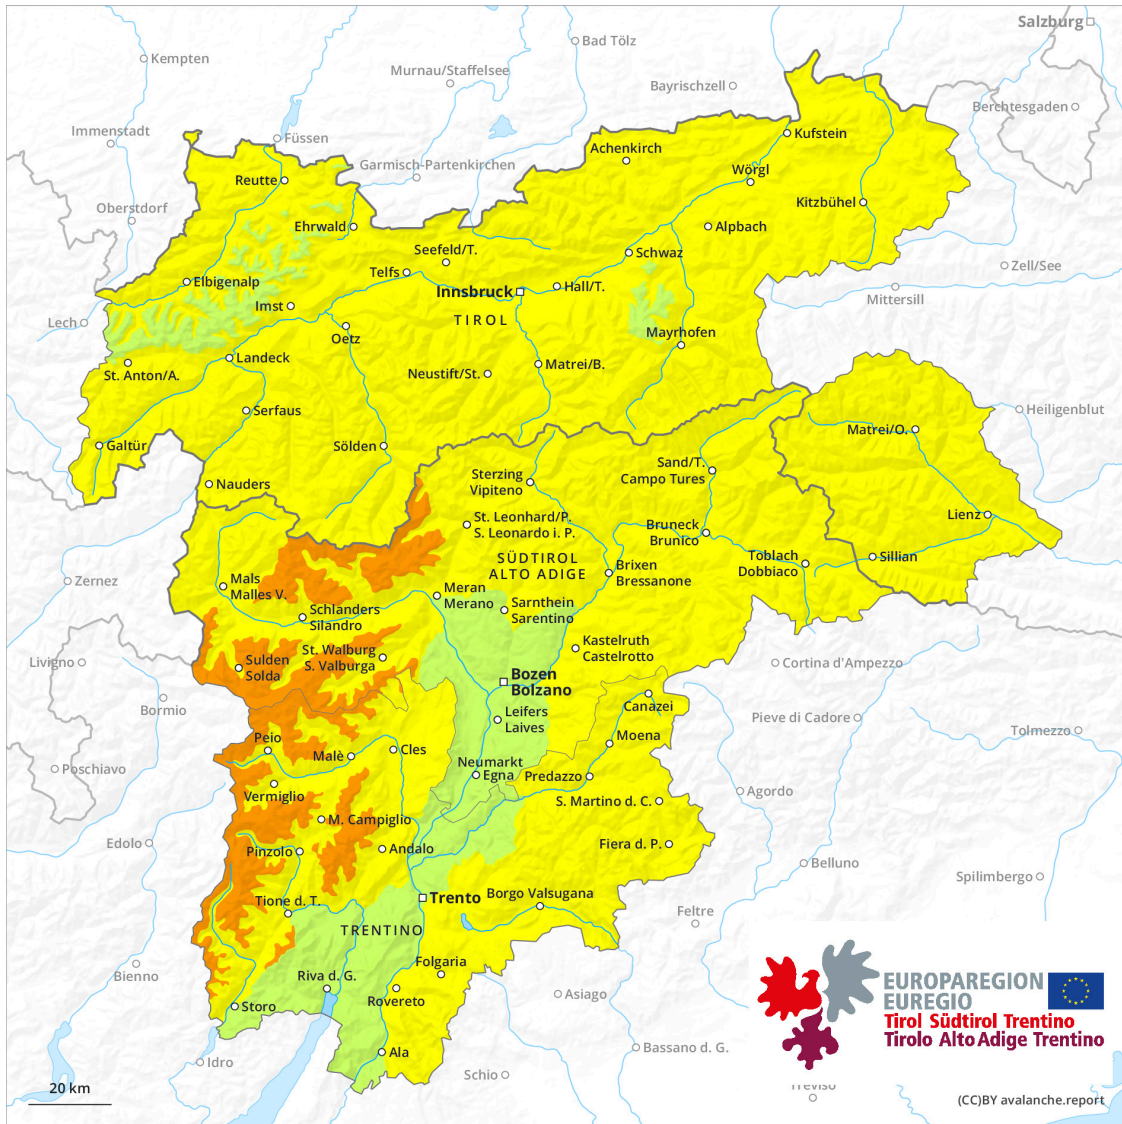 Salzburg
Bad Tölz
Kempten
Murnau/Staffelsee
Bayrischzell
Berchtesgaden
Immenstadt
Füssen
Kufstein
Achenkirch
Garmisch-Partenkirchen
Wörgl
Reutte
Oberstdorf
Kitzbühel
Ehrwald
Alpbach
Seefeld/T.
Schwaz
Zell/See
Telfs
Elbigenalp
Hall/T.
Innsbruck
Mittersill
Imst
TIROL
Lech
Oetz
Mayrhofen
Landeck
Matrei/B.
St. Anton/A.
Neustift/St.
Serfaus
Heiligenblut
Matrei/O.
Galtür
Sölden
Sand/T.
Campo Tures
Sterzing
Vipiteno
Nauders
Lienz
St. Leonhard/P.
S. Leonardo i. P.
Bruneck
Brunico
SÜDTIROL
ALTO ADIGE
Toblach
Dobbiaco
Sillian
Brixen
Bressanone
Zernez
Mals
Malles V.
Meran
Merano
Sarnthein
Sarentino
Schlanders
Silandro
Kastelruth
Castelrotto
St. Walburg
S. Valburga
Livigno
Sulden
Solda
Cortina d'Ampezzo
Bozen
Bolzano
Canazei
Bormio
Leifers
Laives
Pieve di Cadore
Tolmezzo
Moena
Peio
Cles
Malè
Neumarkt
Egna
Predazzo
Poschiavo
Vermiglio
Agordo
S. Martino d. C.
M. Campiglio
Edolo
Pinzolo
Andalo
Fiera d. P.
Belluno
Spilimbergo
Tione d. T.
Trento
Borgo Valsugana
Feltre
TRENTINO
Folgaria
Bienno
Riva d. G.
Rovereto
Asiago
Storo
EUROPAREGION
EUREGIO
Tirol Südtirol Trentino
Tirolo Alto Adige Trentino
Ala
Idro
Bassano d. G.
Schio
20 km
Treviso
(CC)BY avalanche.report